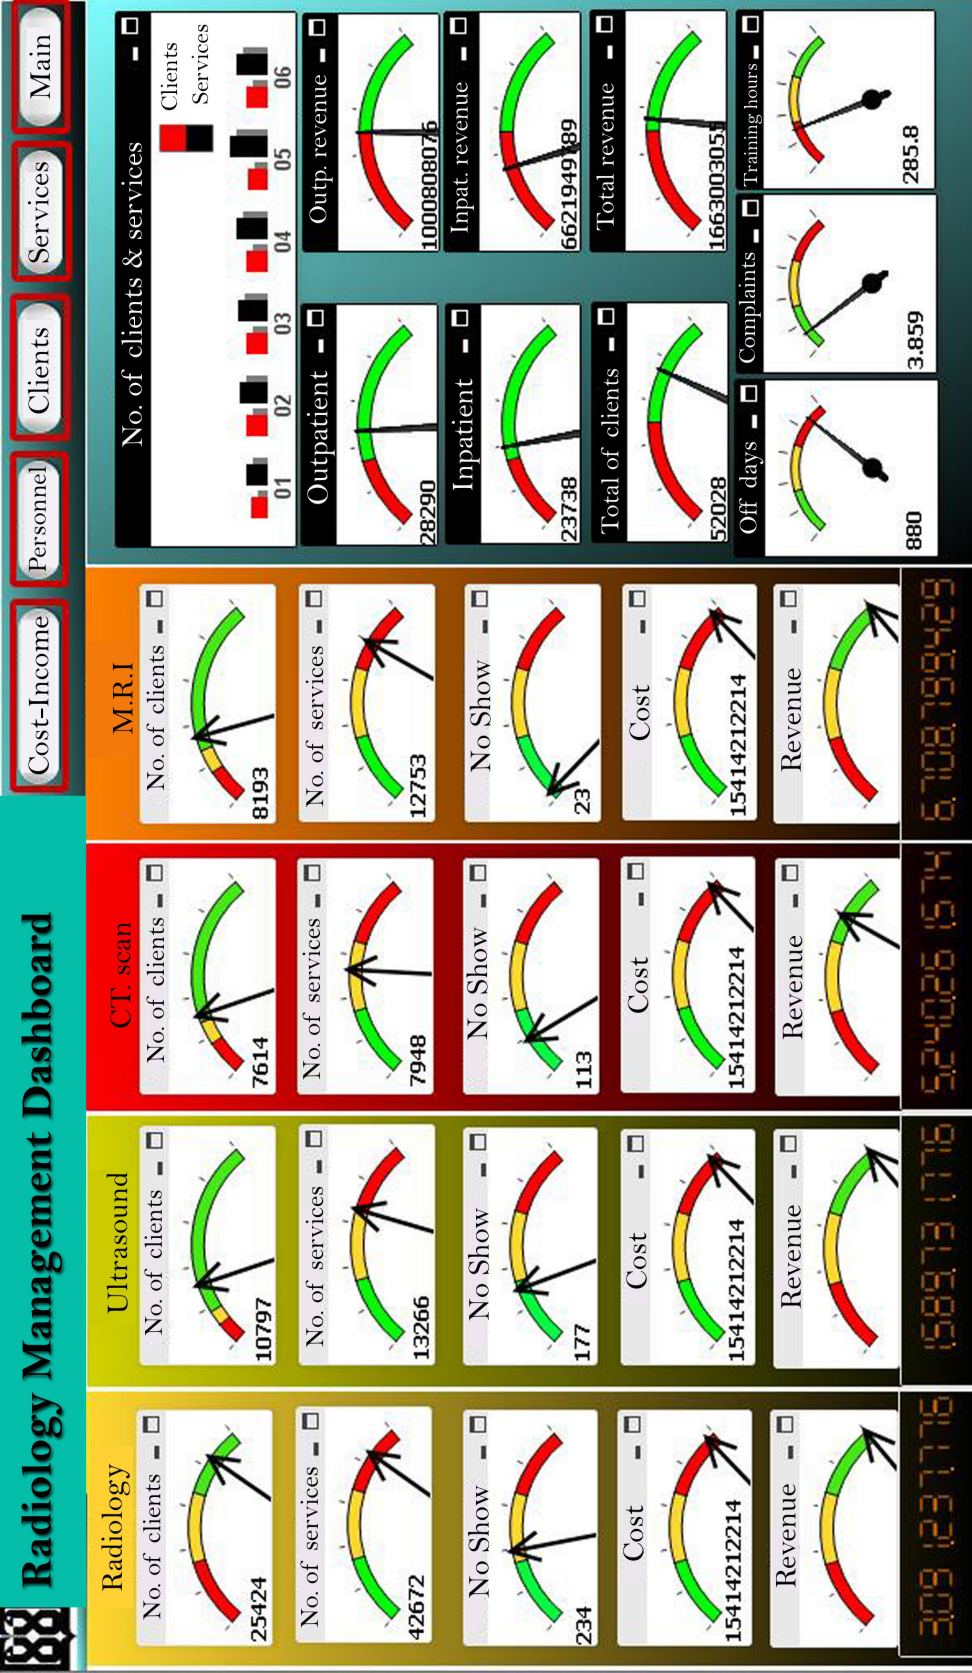 Radiology Management Dashboard
Cost-Income
Personnel
Clients
Services
Main
Radiology
No. of clients
25424
No. of services
42672
No Show
234
Cost
15414212214
Revenue
Ultrasound
No. of clients
10797
No. of services
13266
No Show
177
Cost
15414212214
Revenue
CT. scan
No. of clients
7614
No. of services
7948
No Show
113
Cost
15414212214
Revenue
M.R.I
No. of clients
8193
No. of services
12753
No Show
23
Cost
15414212214
Revenue
No. of clients & services
Clients
Services
01 02 03 04 05 06
Outpatient
28290
Outp. revenue
1000808076
Inpatient
23738
Inpat. revenue
6621949789
Total of clients
52028
Total revenue
1663003055
Off days
880
Complaints
3.859
Training hours
285.8